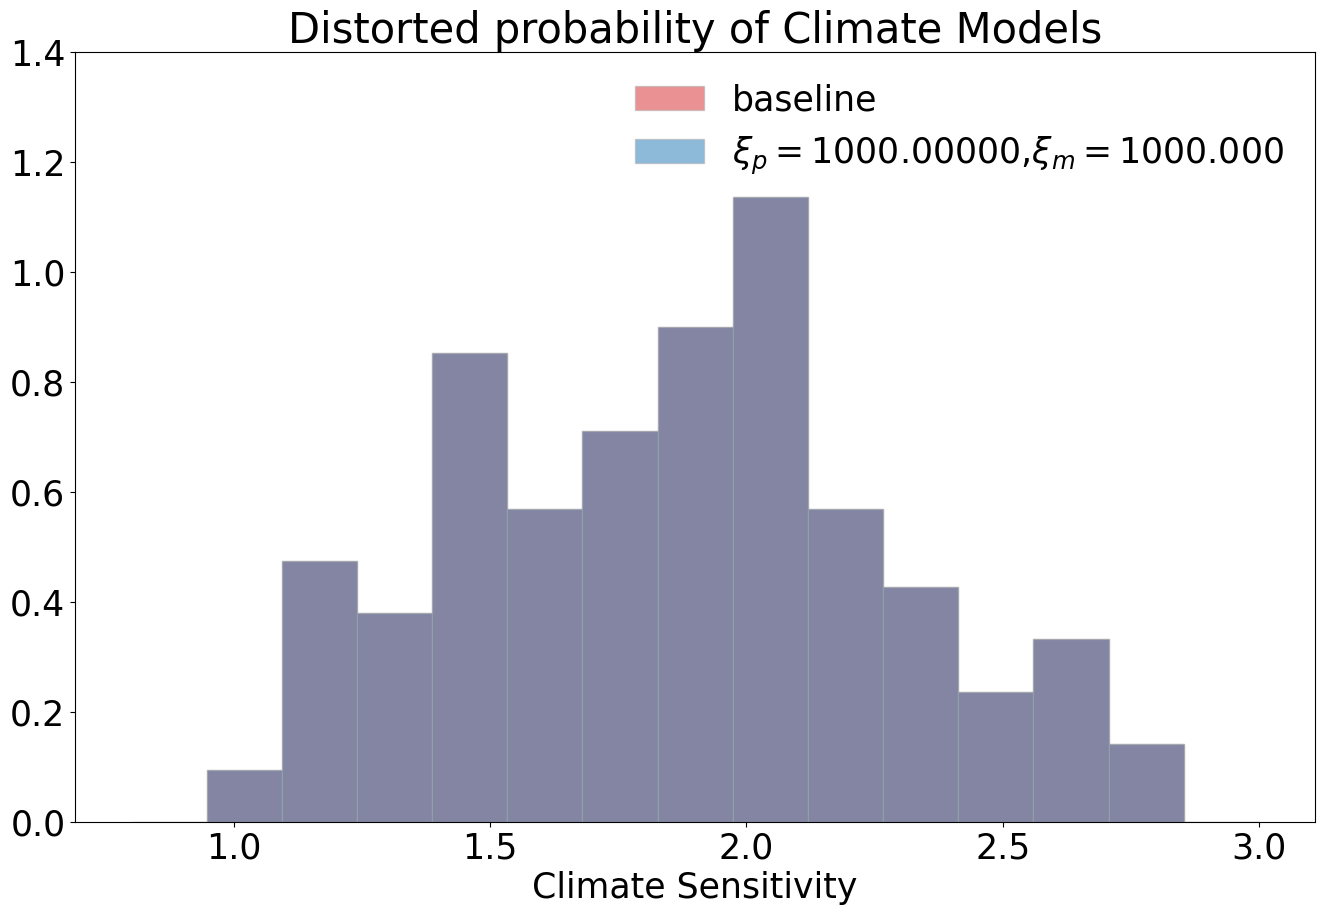 Distorted probability of Climate Models
1.4
1.2
1.0
0.8
0.6
0.4
0.2
0.0
baseline
ξₚ = 1000.00000,ξₘ = 1000.000
1.0 1.5 2.0 2.5 3.0
Climate Sensitivity